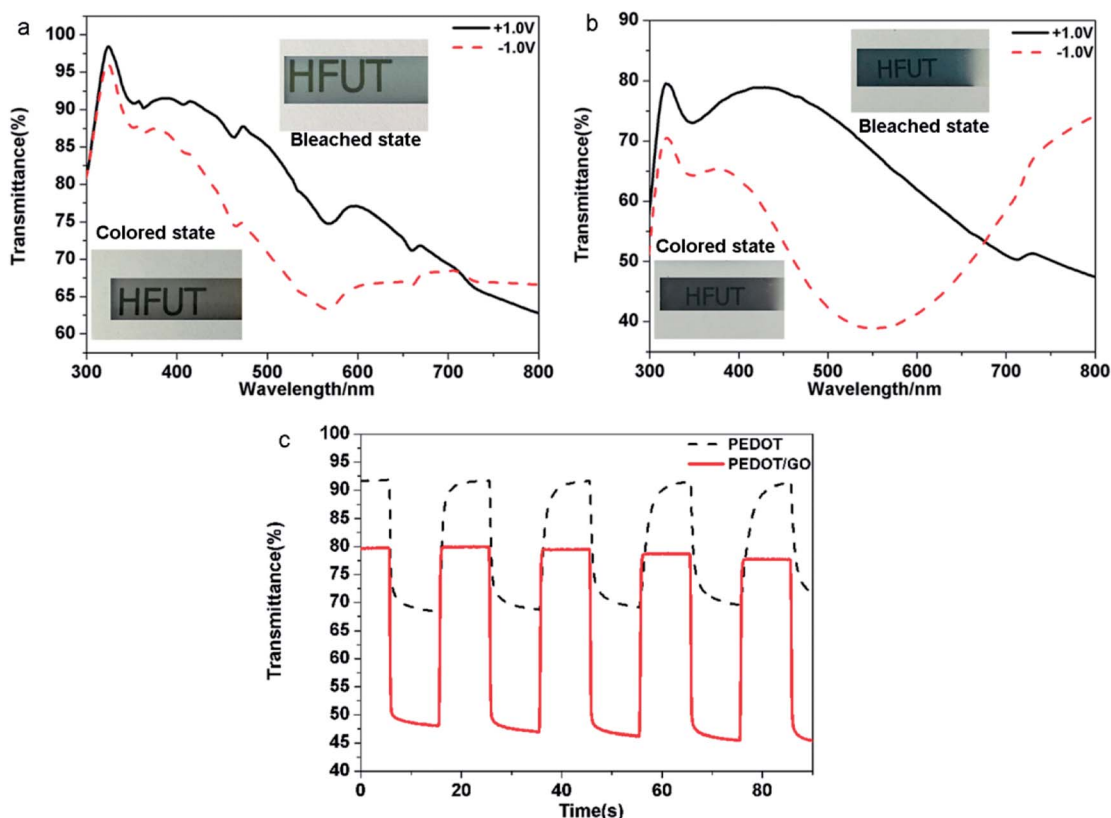 a
100
95
90
85
80
75
70
65
60
Transmittance(%)
300 400 500 600 700 800
Wavelength/nm
+1.0V
-1.0V
HFUT
Bleached state
Colored state
HFUT
b
90
80
70
60
50
40
30
Transmittance(%)
300 400 500 600 700 800
Wavelength/nm
+1.0V
-1.0V
HFUT
Bleached state
Colored state
HFUT
c
100
95
90
85
80
75
70
65
60
55
50
45
40
Transmittance(%)
0 20 40 60 80
Time(s)
PEDOT
PEDOT/GO